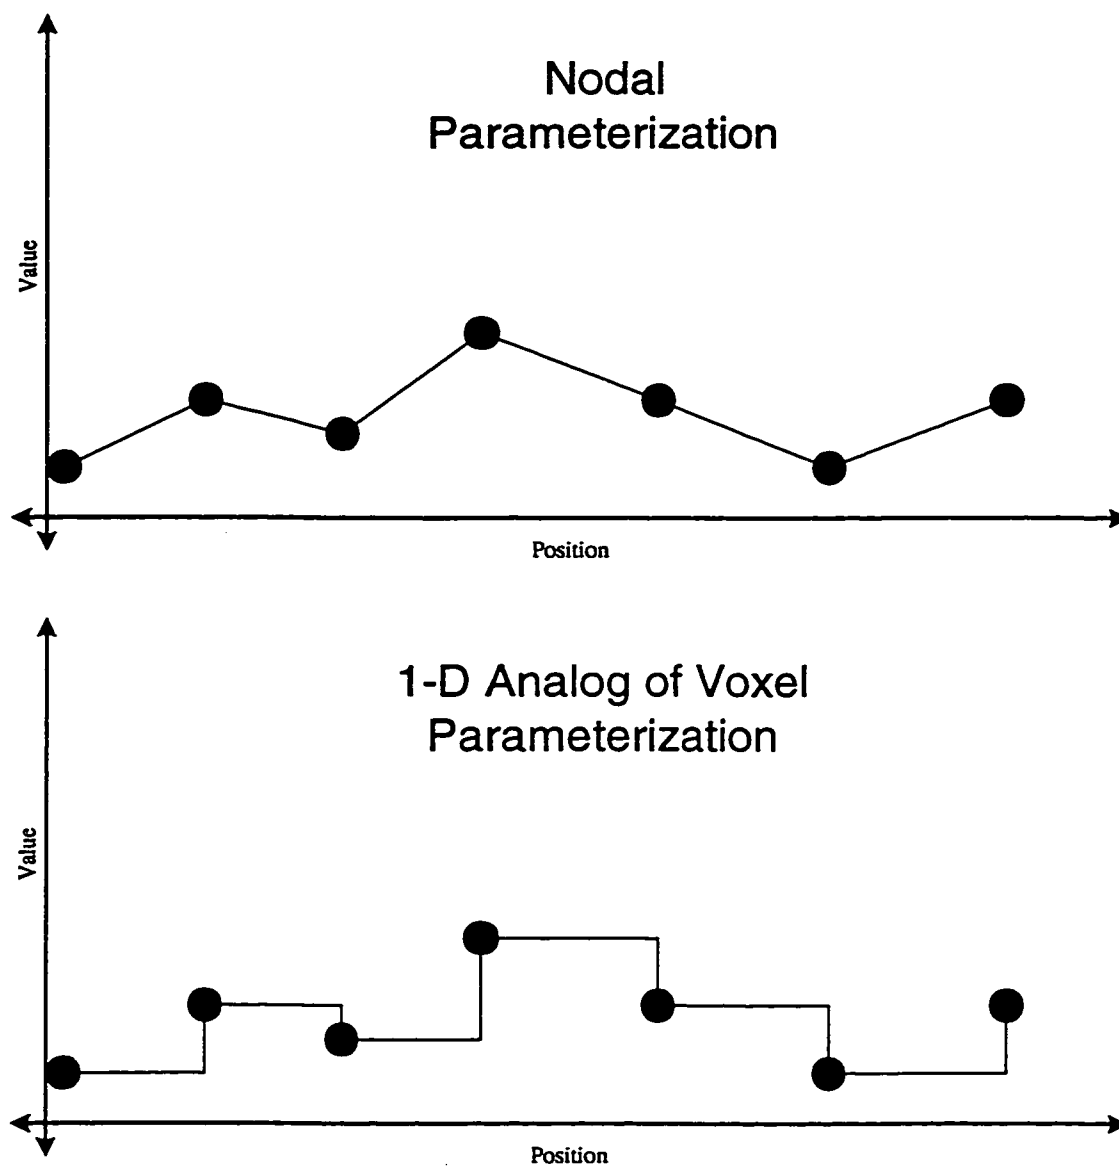 Nodal
Parameterization
Value
Position
1-D Analog of Voxel
Parameterization
Value
Position